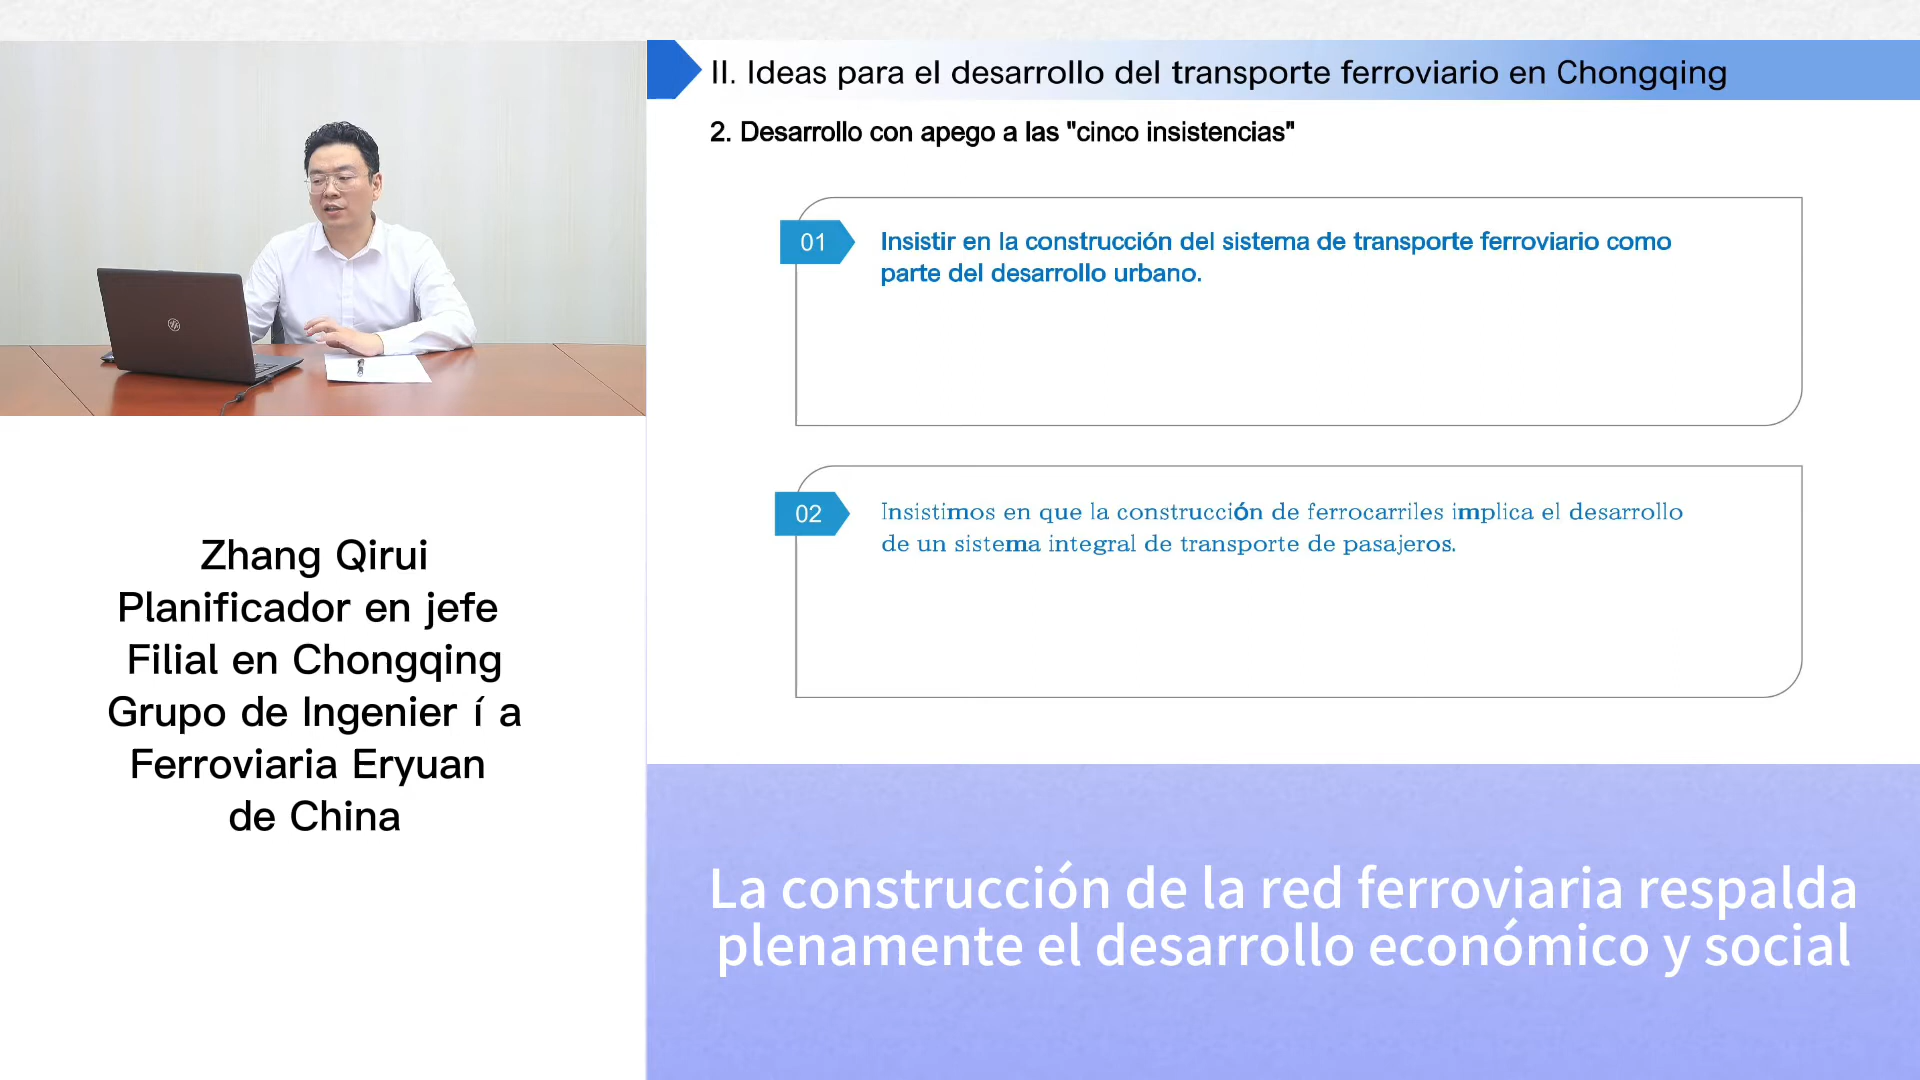 II. Ideas para el desarrollo del transporte ferroviario en Chongqing
2. Desarrollo con apego a las "cinco insistencias"
01
Insistir en la construcción del sistema de transporte ferroviario como
parte del desarrollo urbano.
02
Insistimos en que la construcción de ferrocarriles implica el desarrollo
de un sistema integral de transporte de pasajeros.
Zhang Qirui
Planificador en jefe
Filial en Chongqing
Grupo de Ingenier í a
Ferroviaria Eryuan
de China
La construcción de la red ferroviaria respalda
plenamente el desarrollo económico y social